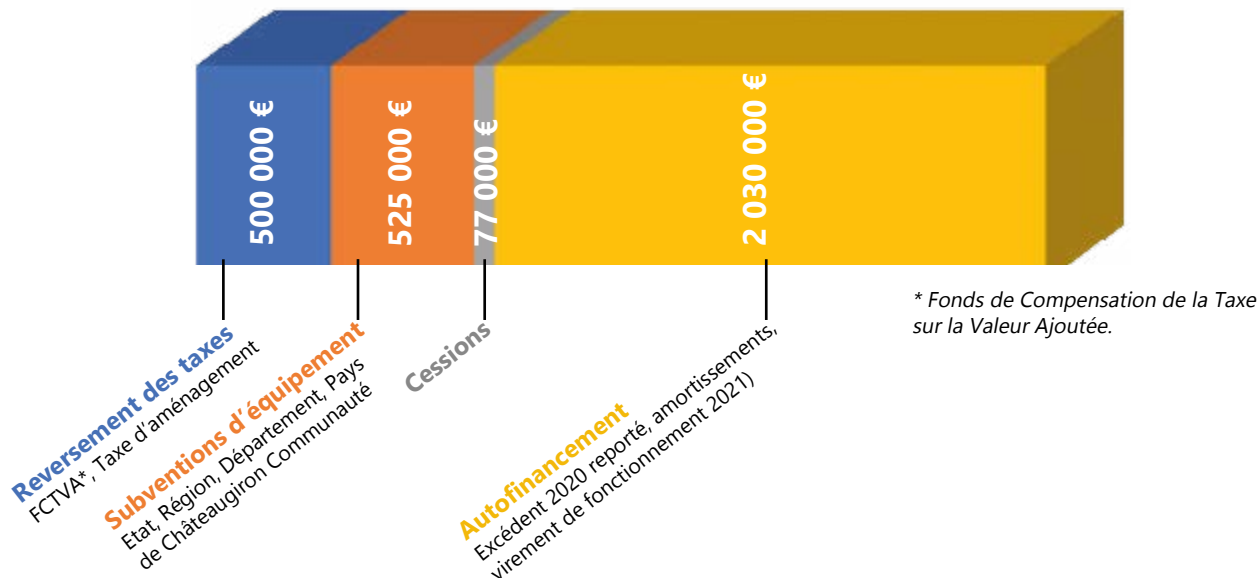 500 000 €
525 000 €
77 000 €
2 030 000 €
Reversement des taxes
FCTVA*, Taxe d'aménagement
Subventions d'équipement
Etat, Région, Département, Pays
de Châteaugiron Communauté
Cessions
Autofinancement
Excédent 2020 reporté, amortissements,
virement de fonctionnement 2021)
* Fonds de Compensation de la Taxe
sur la Valeur Ajoutée.